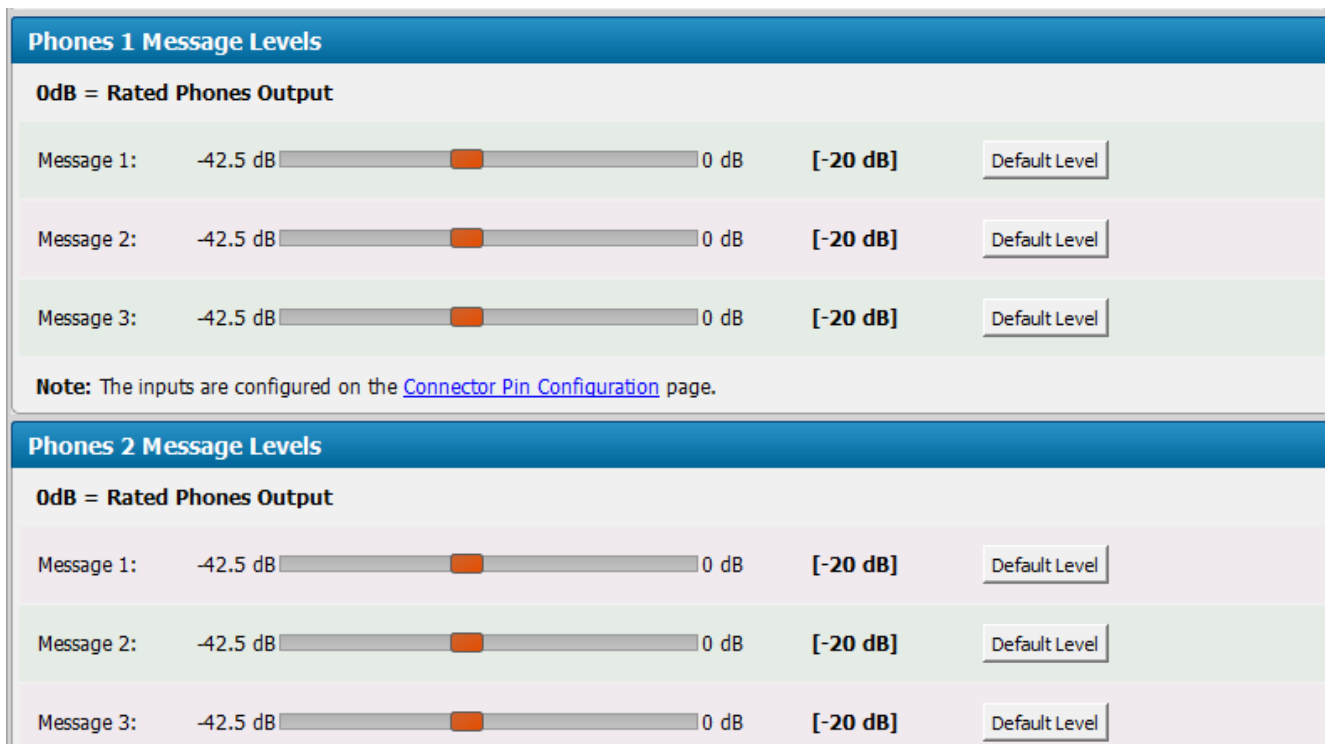 Phones 1 Message Levels
0dB = Rated Phones Output
Message 1: -42.5 dB 0 dB [-20 dB] Default Level
Message 2: -42.5 dB 0 dB [-20 dB] Default Level
Message 3: -42.5 dB 0 dB [-20 dB] Default Level
Note: The inputs are configured on the Connector Pin Configuration page.
Phones 2 Message Levels
0dB = Rated Phones Output
Message 1: -42.5 dB 0 dB [-20 dB] Default Level
Message 2: -42.5 dB 0 dB [-20 dB] Default Level
Message 3: -42.5 dB 0 dB [-20 dB] Default Level